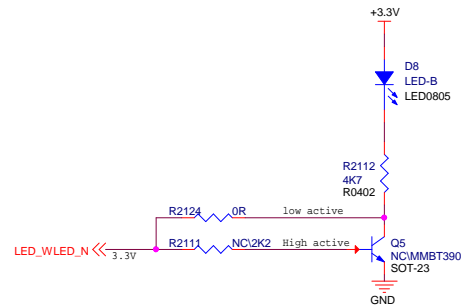 +3.3V
D8
LED-B
LED0805
R2112
4K7
R0402
R2124 0R low active
LED_WLED_N 3.3V R2111 NC\2K2 High active
Q5
NC\MMBT390
SOT-23
GND